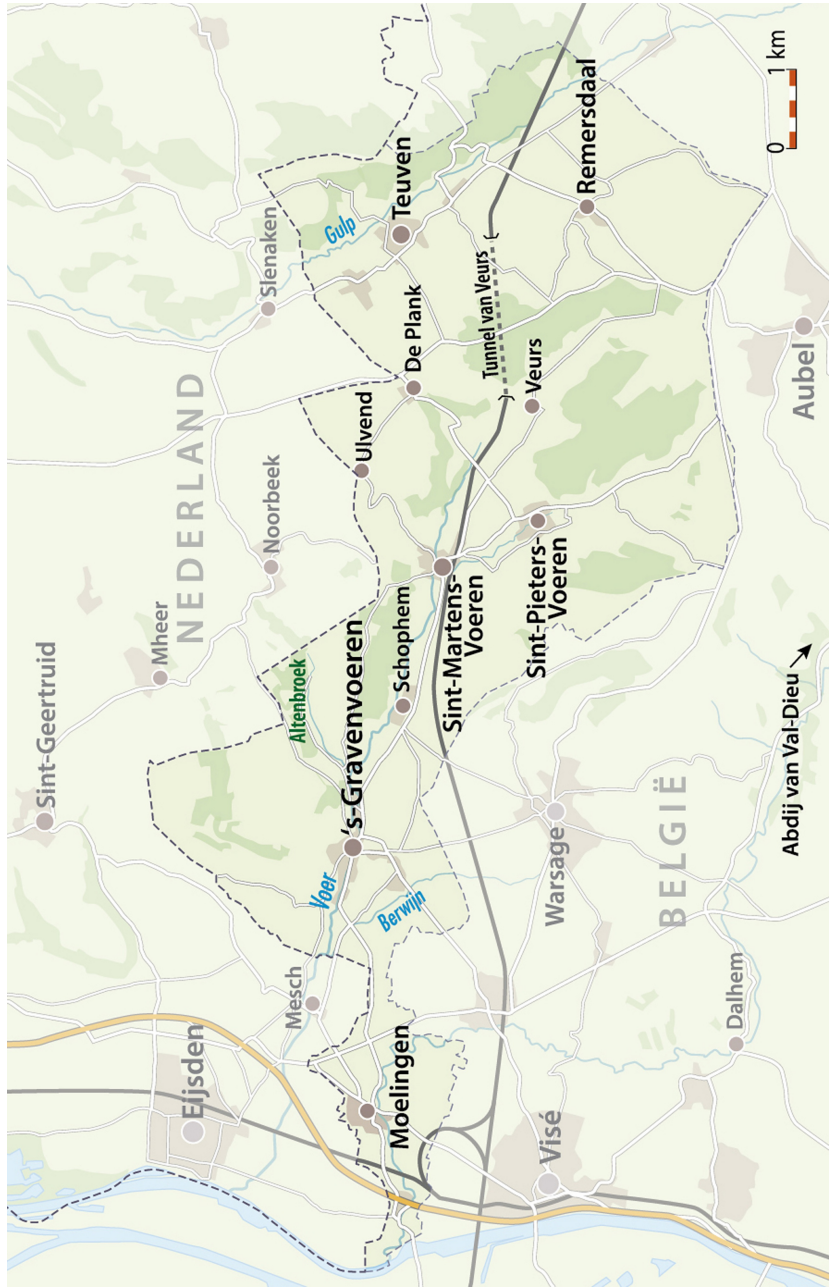 Sint-Geertruid
Mheer
NEDERLAND
Noorbeek
Slenaken
Eijsden
Mesch
Altenbroek
Ulvend
De Plank
Gulp
Teuven
Voer
's-Gravenvoeren
Schophem
Berwijn
Moelingen
Sint-Martens-
Voeren
Tunnel van Veurs
Veurs
Sint-Pieters-
Voeren
Remersdaal
Visé
Warsage
BELGIË
Dalhem
Abdij van Val-Dieu
Aubel
0
1 km